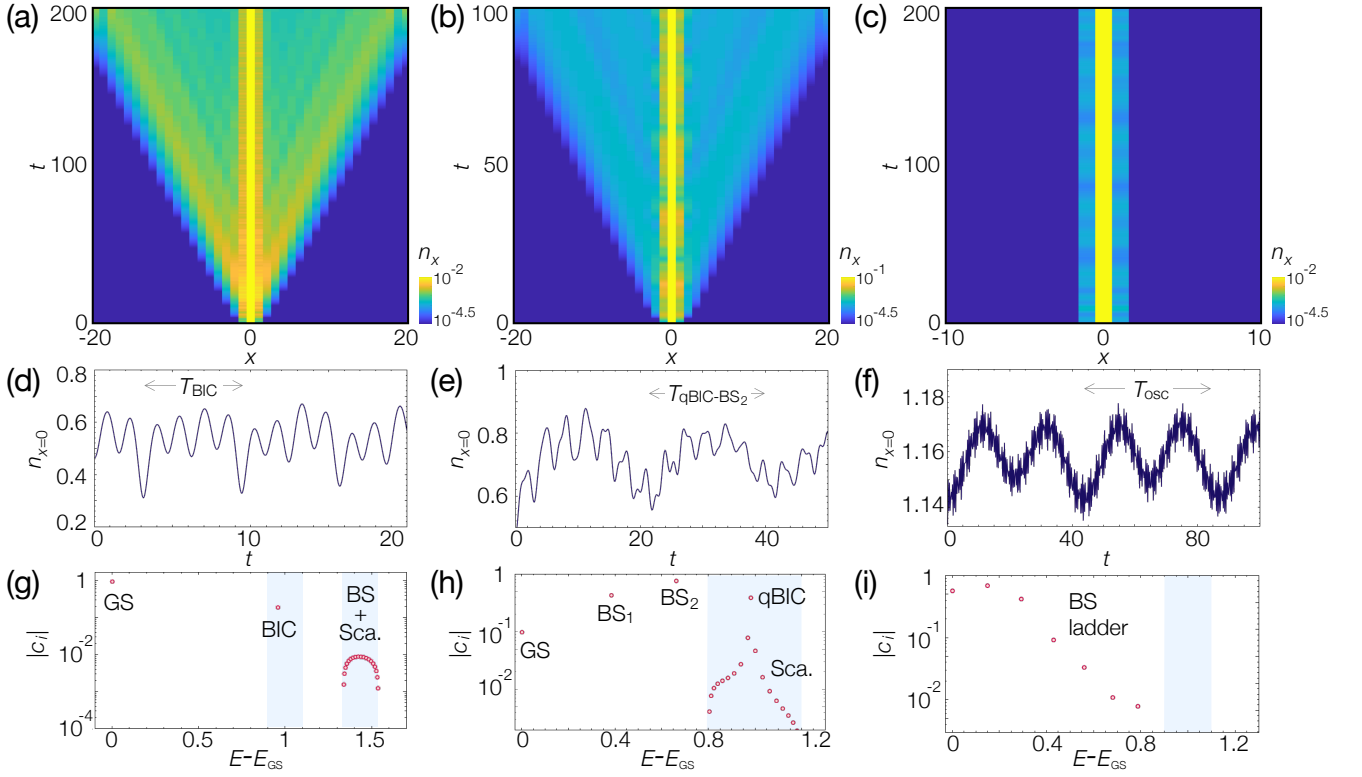 (a)
200
100
0
t
-20
0
20
x
n_x
10^-2
10^-4.5
(b)
100
50
0
t
-20
0
20
x
n_x
10^-1
10^-4.5
(c)
200
100
0
t
-10
0
10
x
n_x
10^-2
10^-4.5
(d)
0.8
0.6
0.4
0.2
n_x=0
T_BIC
0
10
20
t
(e)
1
0.8
0.6
n_x=0
T_qBIC-BS_2
0
20
40
t
(f)
1.18
1.16
1.14
n_x=0
T_osc
0
40
80
t
(g)
1
10^-2
10^-4
|c_i|
GS
BIC
BS
+
Sca.
0
0.5
1
1.5
E-E_GS
(h)
1
10^-1
10^-2
|c_i|
GS
BS_1
BS_2
qBIC
Sca.
0
0.4
0.8
1.2
E-E_GS
(i)
1
10^-1
10^-2
|c_i|
BS
ladder
0
0.4
0.8
1.2
E-E_GS